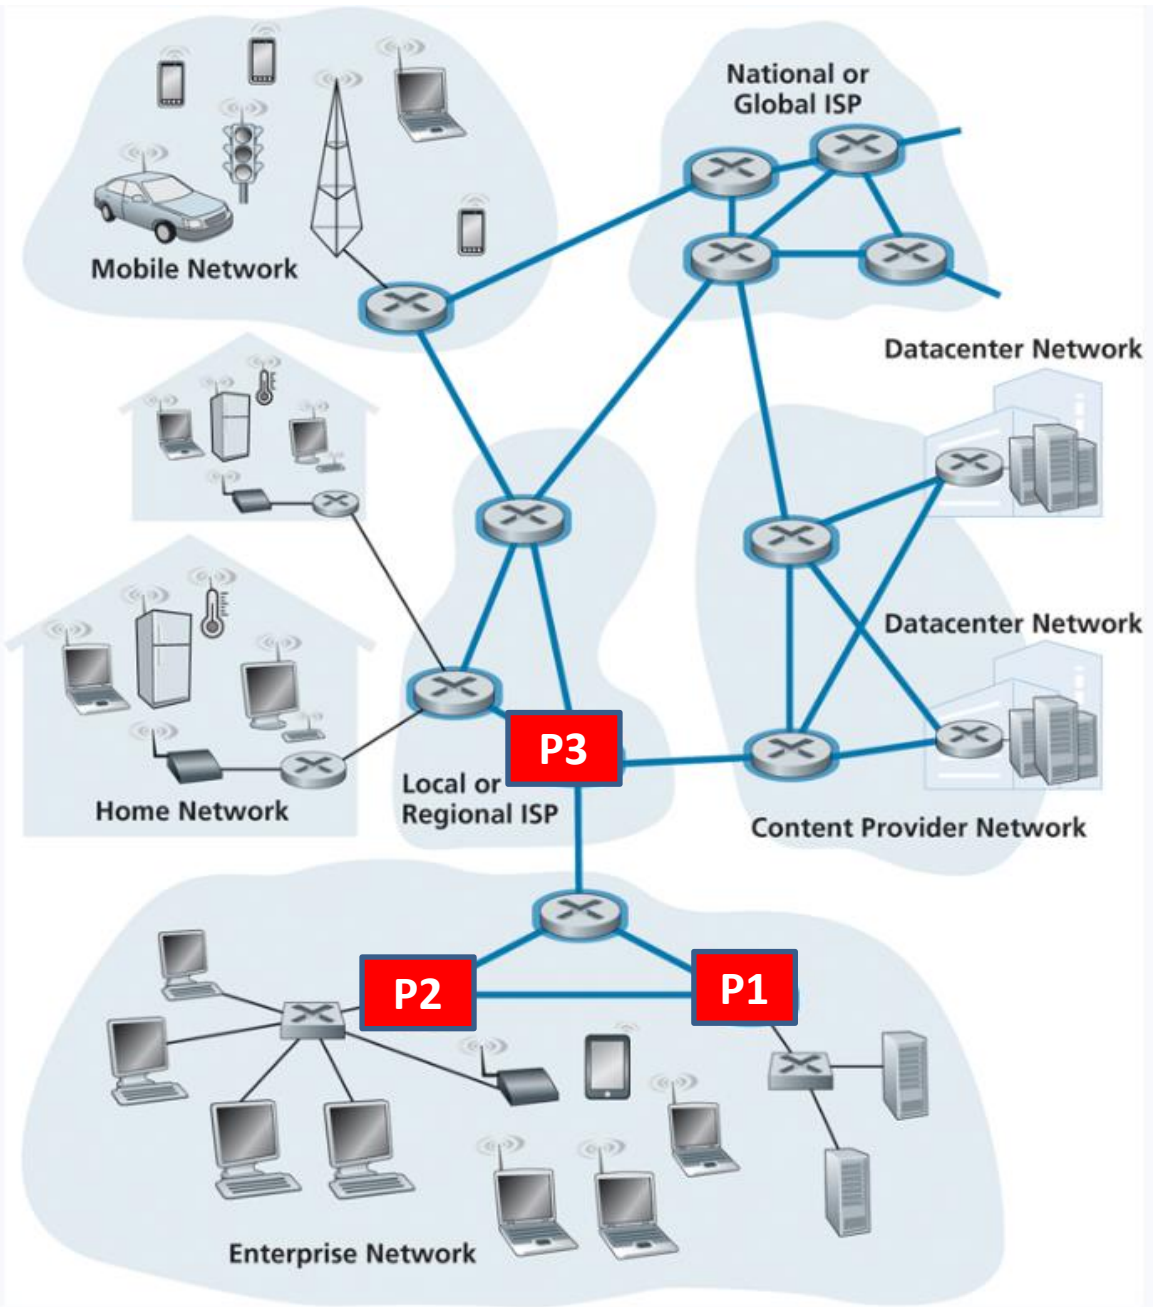 National or
Global ISP
Mobile Network
Datacenter Network
Datacenter Network
P3
Local or
Regional ISP
Home Network
Content Provider Network
P2
P1
Enterprise Network